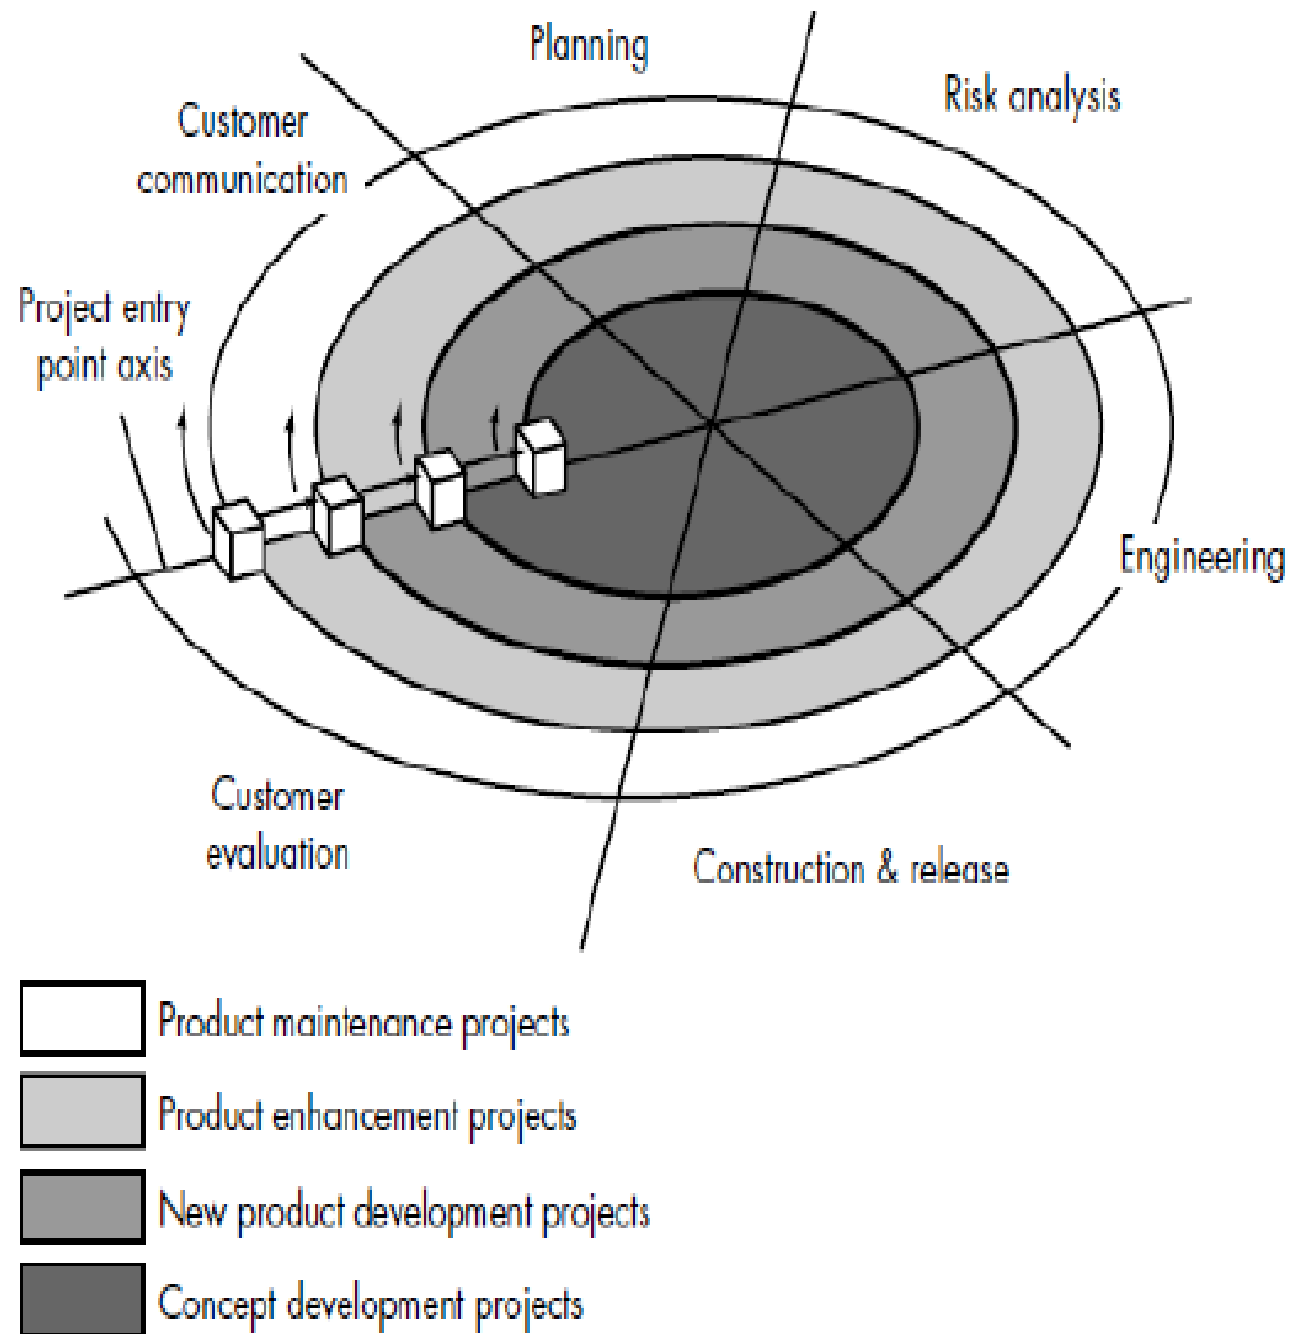 Planning
Risk analysis
Customer
communication
Project entry
point axis
Engineering
Customer
evaluation
Construction & release
Product maintenance projects
Product enhancement projects
New product development projects
Concept development projects